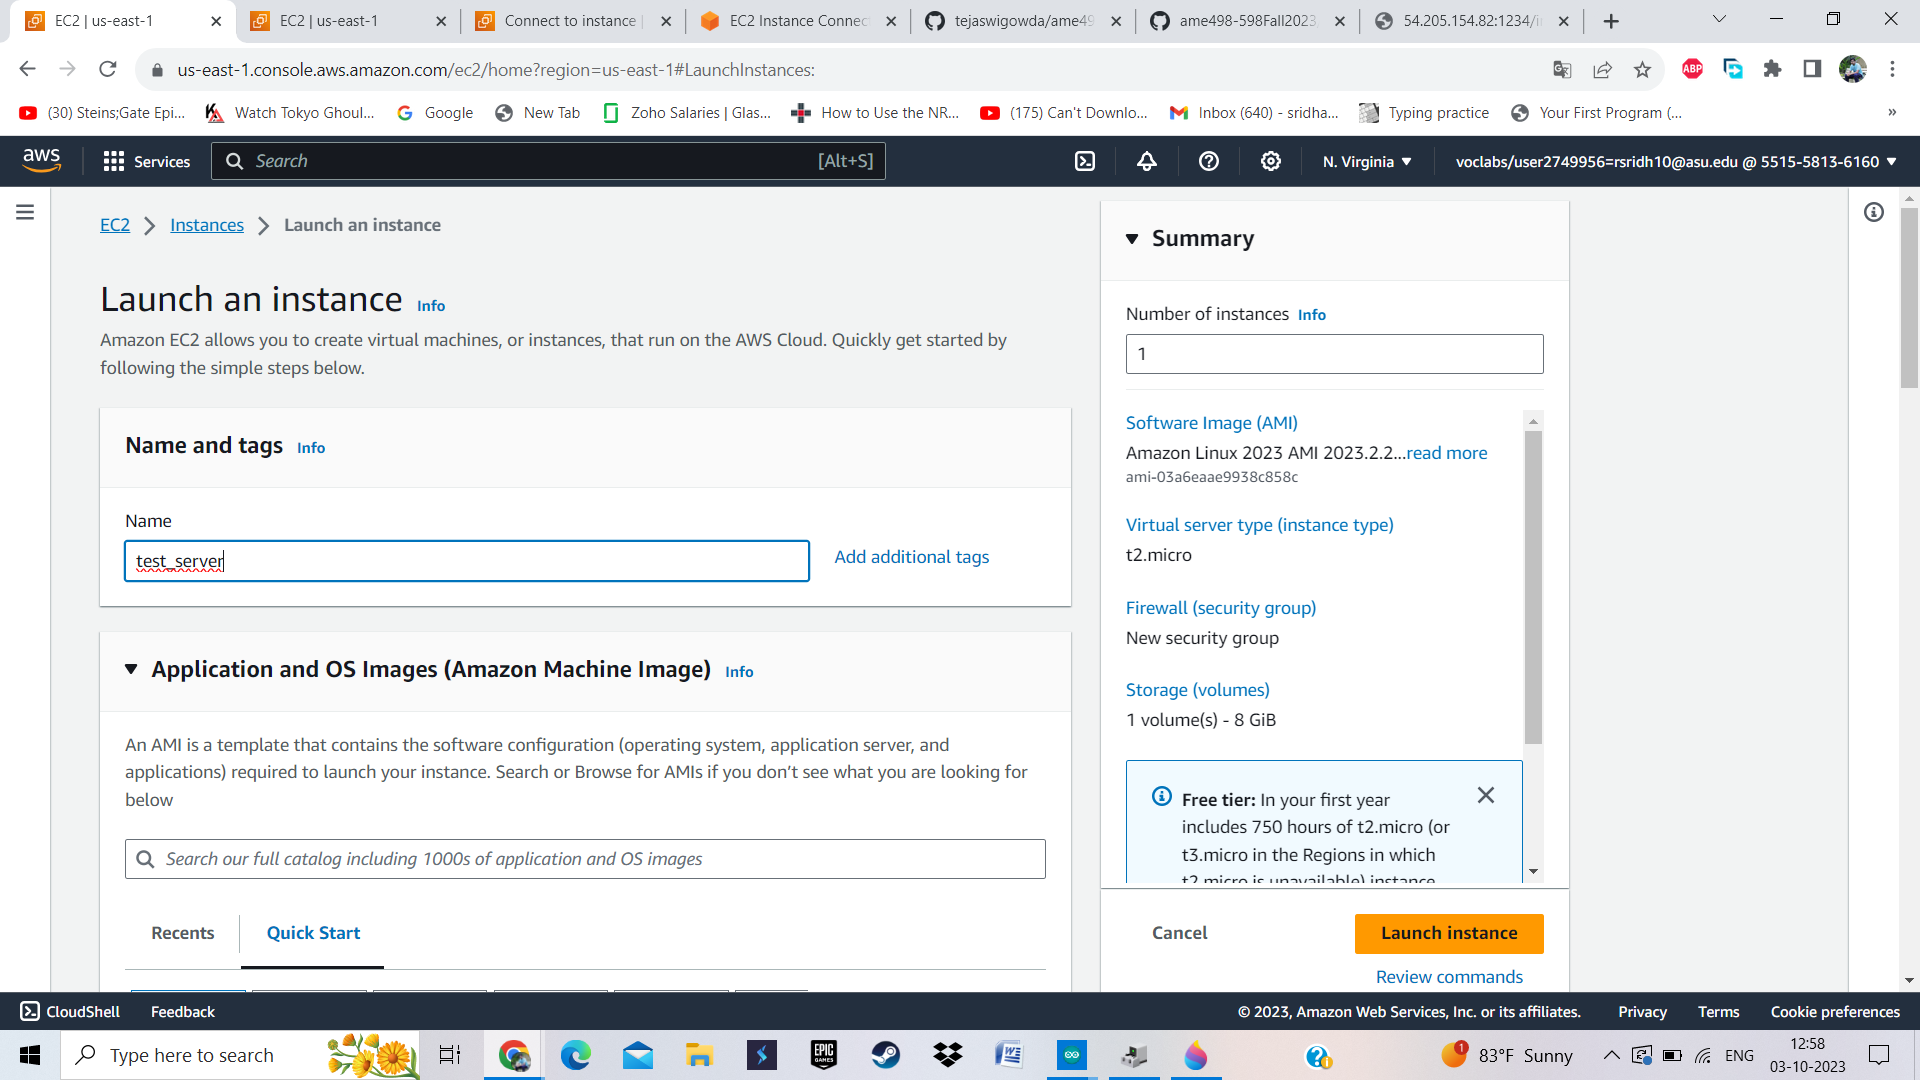 EC2 | us-east-1
EC2 | us-east-1
Connect to instance |
EC2 Instance Connec
tejaswigowda/ame49
ame498-598Fall2023
54.205.154.82:1234/i
us-east-1.console.aws.amazon.com/ec2/home?region=us-east-1#LaunchInstances:
ABP
(30) Steins;Gate Epi...
Watch Tokyo Ghoul...
Google
New Tab
Zoho Salaries | Glas...
How to Use the NR...
(175) Can't Downlo...
Inbox (640) - sridha...
Typing practice
Your First Program (...
»
aws
Services
Search
[Alt+S]
N. Virginia
voclabs/user2749956=rsridh10@asu.edu @ 5515-5813-6160
EC2
Instances
Launch an instance
Launch an instance Info
Amazon EC2 allows you to create virtual machines, or instances, that run on the AWS Cloud. Quickly get started by
following the simple steps below.
Name and tags Info
Name
test_server
Add additional tags
Application and OS Images (Amazon Machine Image) Info
An AMI is a template that contains the software configuration (operating system, application server, and
applications) required to launch your instance. Search or Browse for AMIs if you don’t see what you are looking for
below
Search our full catalog including 1000s of application and OS images
Recents
Quick Start
Summary
Number of instances Info
1
Software Image (AMI)
Amazon Linux 2023 AMI 2023.2.2...read more
ami-03a6eaae9938c858c
Virtual server type (instance type)
t2.micro
Firewall (security group)
New security group
Storage (volumes)
1 volume(s) - 8 GiB
Free tier: In your first year
includes 750 hours of t2.micro (or
t3.micro in the Regions in which
t2.micro is unavailable) instance
Cancel
Launch instance
Review commands
CloudShell
Feedback
© 2023, Amazon Web Services, Inc. or its affiliates.
Privacy
Terms
Cookie preferences
Type here to search
EPIC
GAMES
1
83°F Sunny
ENG
12:58
03-10-2023